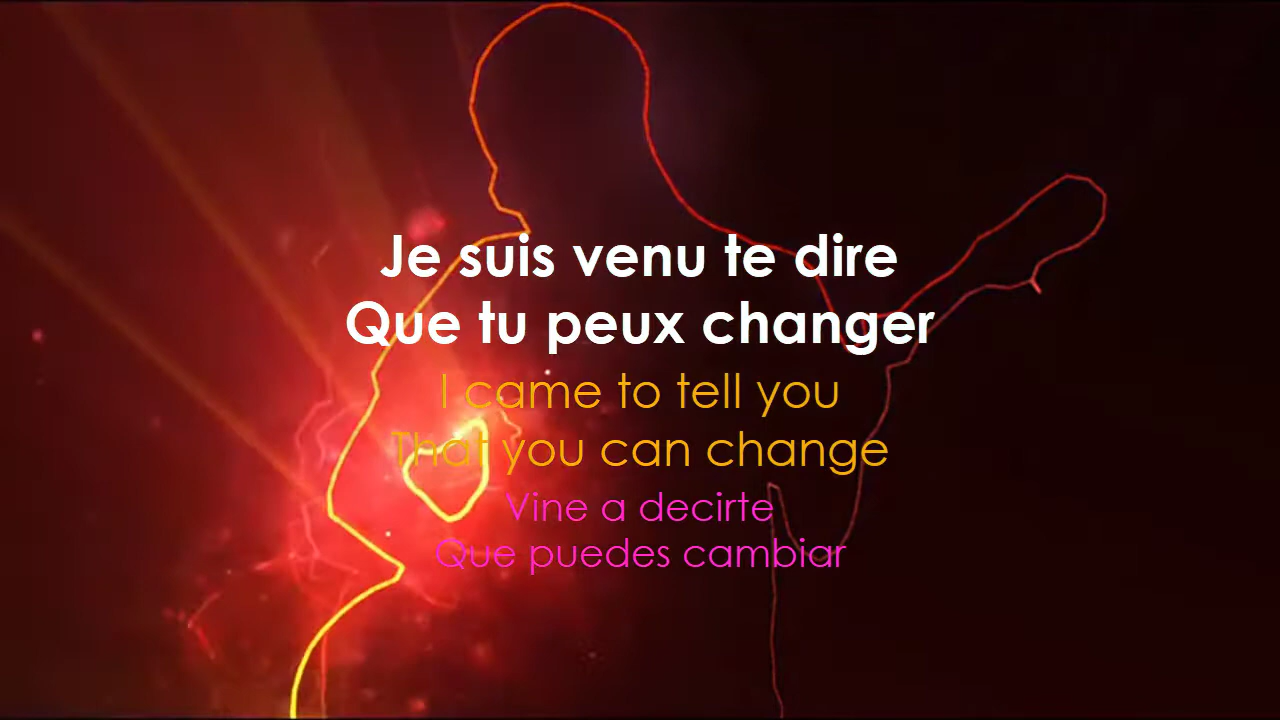 Je suis venu te dire
Que tu peux changer
I came to tell you
That you can change
Vine a decirte
Que puedes cambiar